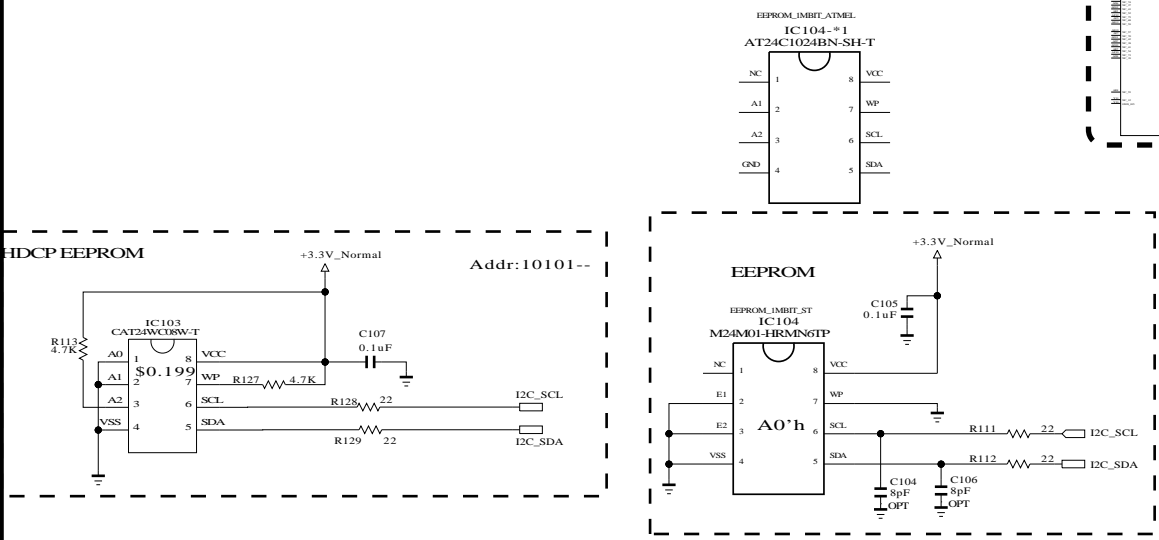 EEPROM_1MBIT_ATMEL
IC104-*1
AT24C1024BN-SH-T
NC 1 8 VCC
A1 2 7 WP
A2 3 6 SCL
GND 4 5 SDA
HDCP EEPROM
+3.3V_Normal
Addr:10101--
R113
4.7K
IC103
CAT24WC08W-T
$0.199
C107
0.1uF
A0 1 8 VCC
A1 2 7 WP R127 4.7K
A2 3 6 SCL R128 22 I2C_SCL
VSS 4 5 SDA R129 22 I2C_SDA
+3.3V_Normal
EEPROM
C105
0.1uF
EEPROM_1MBIT_ST
IC104
M24M01-HRMN6TP
A0'h
NC 1 8 VCC
E1 2 7 WP
E2 3 6 SCL R111 22 I2C_SCL
VSS 4 5 SDA R112 22 I2C_SDA
C104
8pF
OPT
C106
8pF
OPT